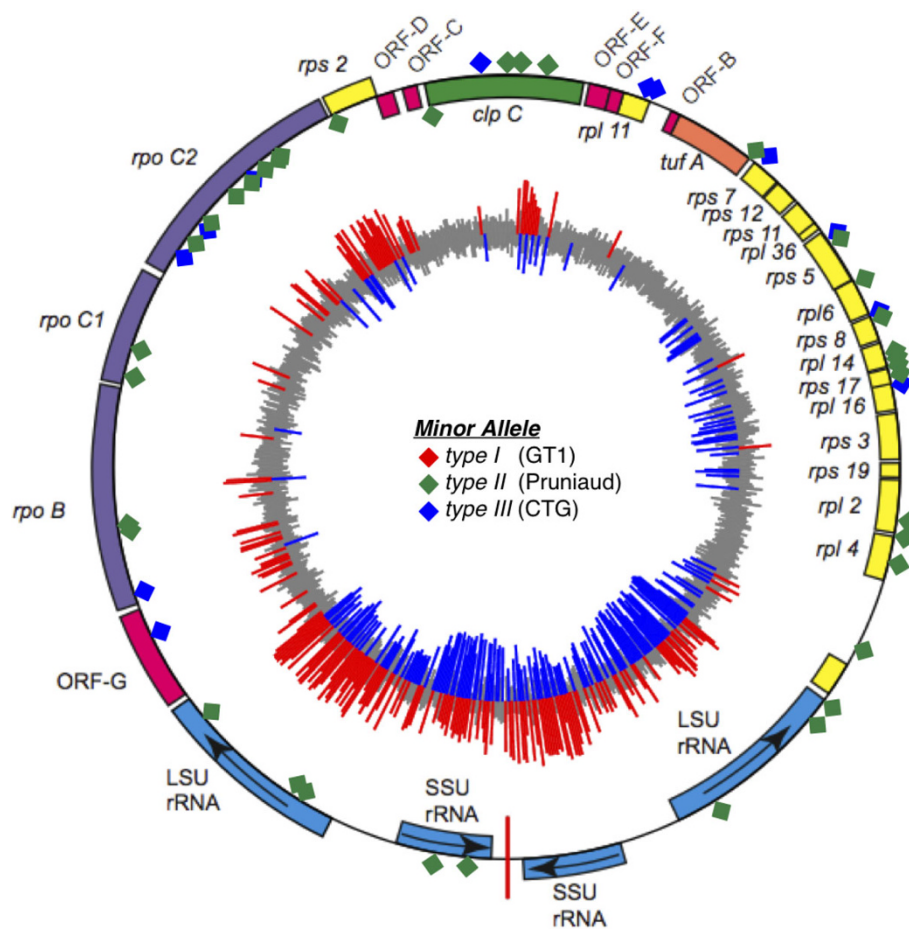 ORF-D
ORF-C
rps 2
clp C
ORF-E
ORF-F
rpl 11
ORF-B
tuf A
rps 7
rps 12
rps 11
rpl 36
rps 5
rpl6
rps 8
rpl 14
rps 17
rpl 16
rps 3
rps 19
rpl 2
rpl 4
rpo C2
rpo C1
rpo B
ORF-G
Minor Allele
type I (GT1)
type II (Pruniaud)
type III (CTG)
LSU
rRNA
SSU
rRNA
SSU
rRNA
LSU
rRNA